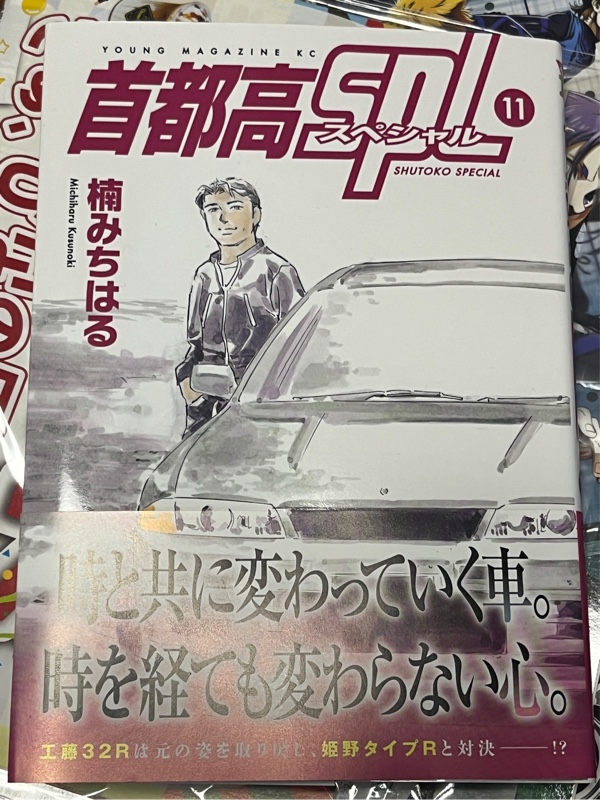 YOUNG MAGAZINE KC
首都高SPL
スペシャル
11
SHUTOKO SPECIAL
楠みちはる
Michiharu Kusunoki
時と共に変わっていく車。
時を経ても変わらない心。
工藤32Rは元の姿を取り戻し、姫野タイプRと対決───!?